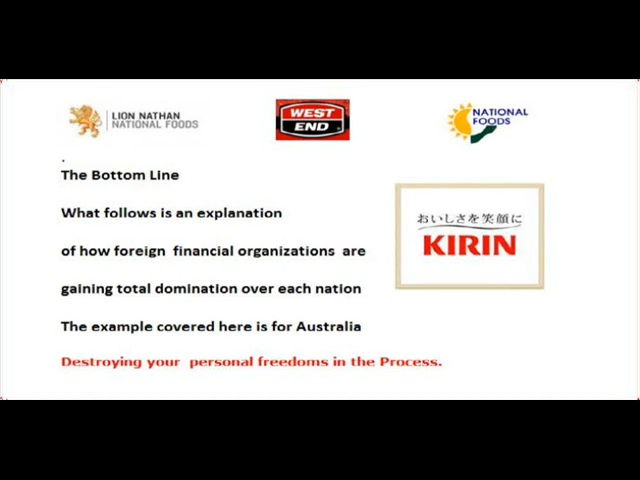 LION NATHAN
NATIONAL FOODS
WEST
END
NATIONAL
FOODS
.
The Bottom Line
What follows is an explanation
of how foreign financial organizations are
gaining total domination over each nation
The example covered here is for Australia
Destroying your personal freedoms in the Process.
おいしさを笑顔に
KIRIN